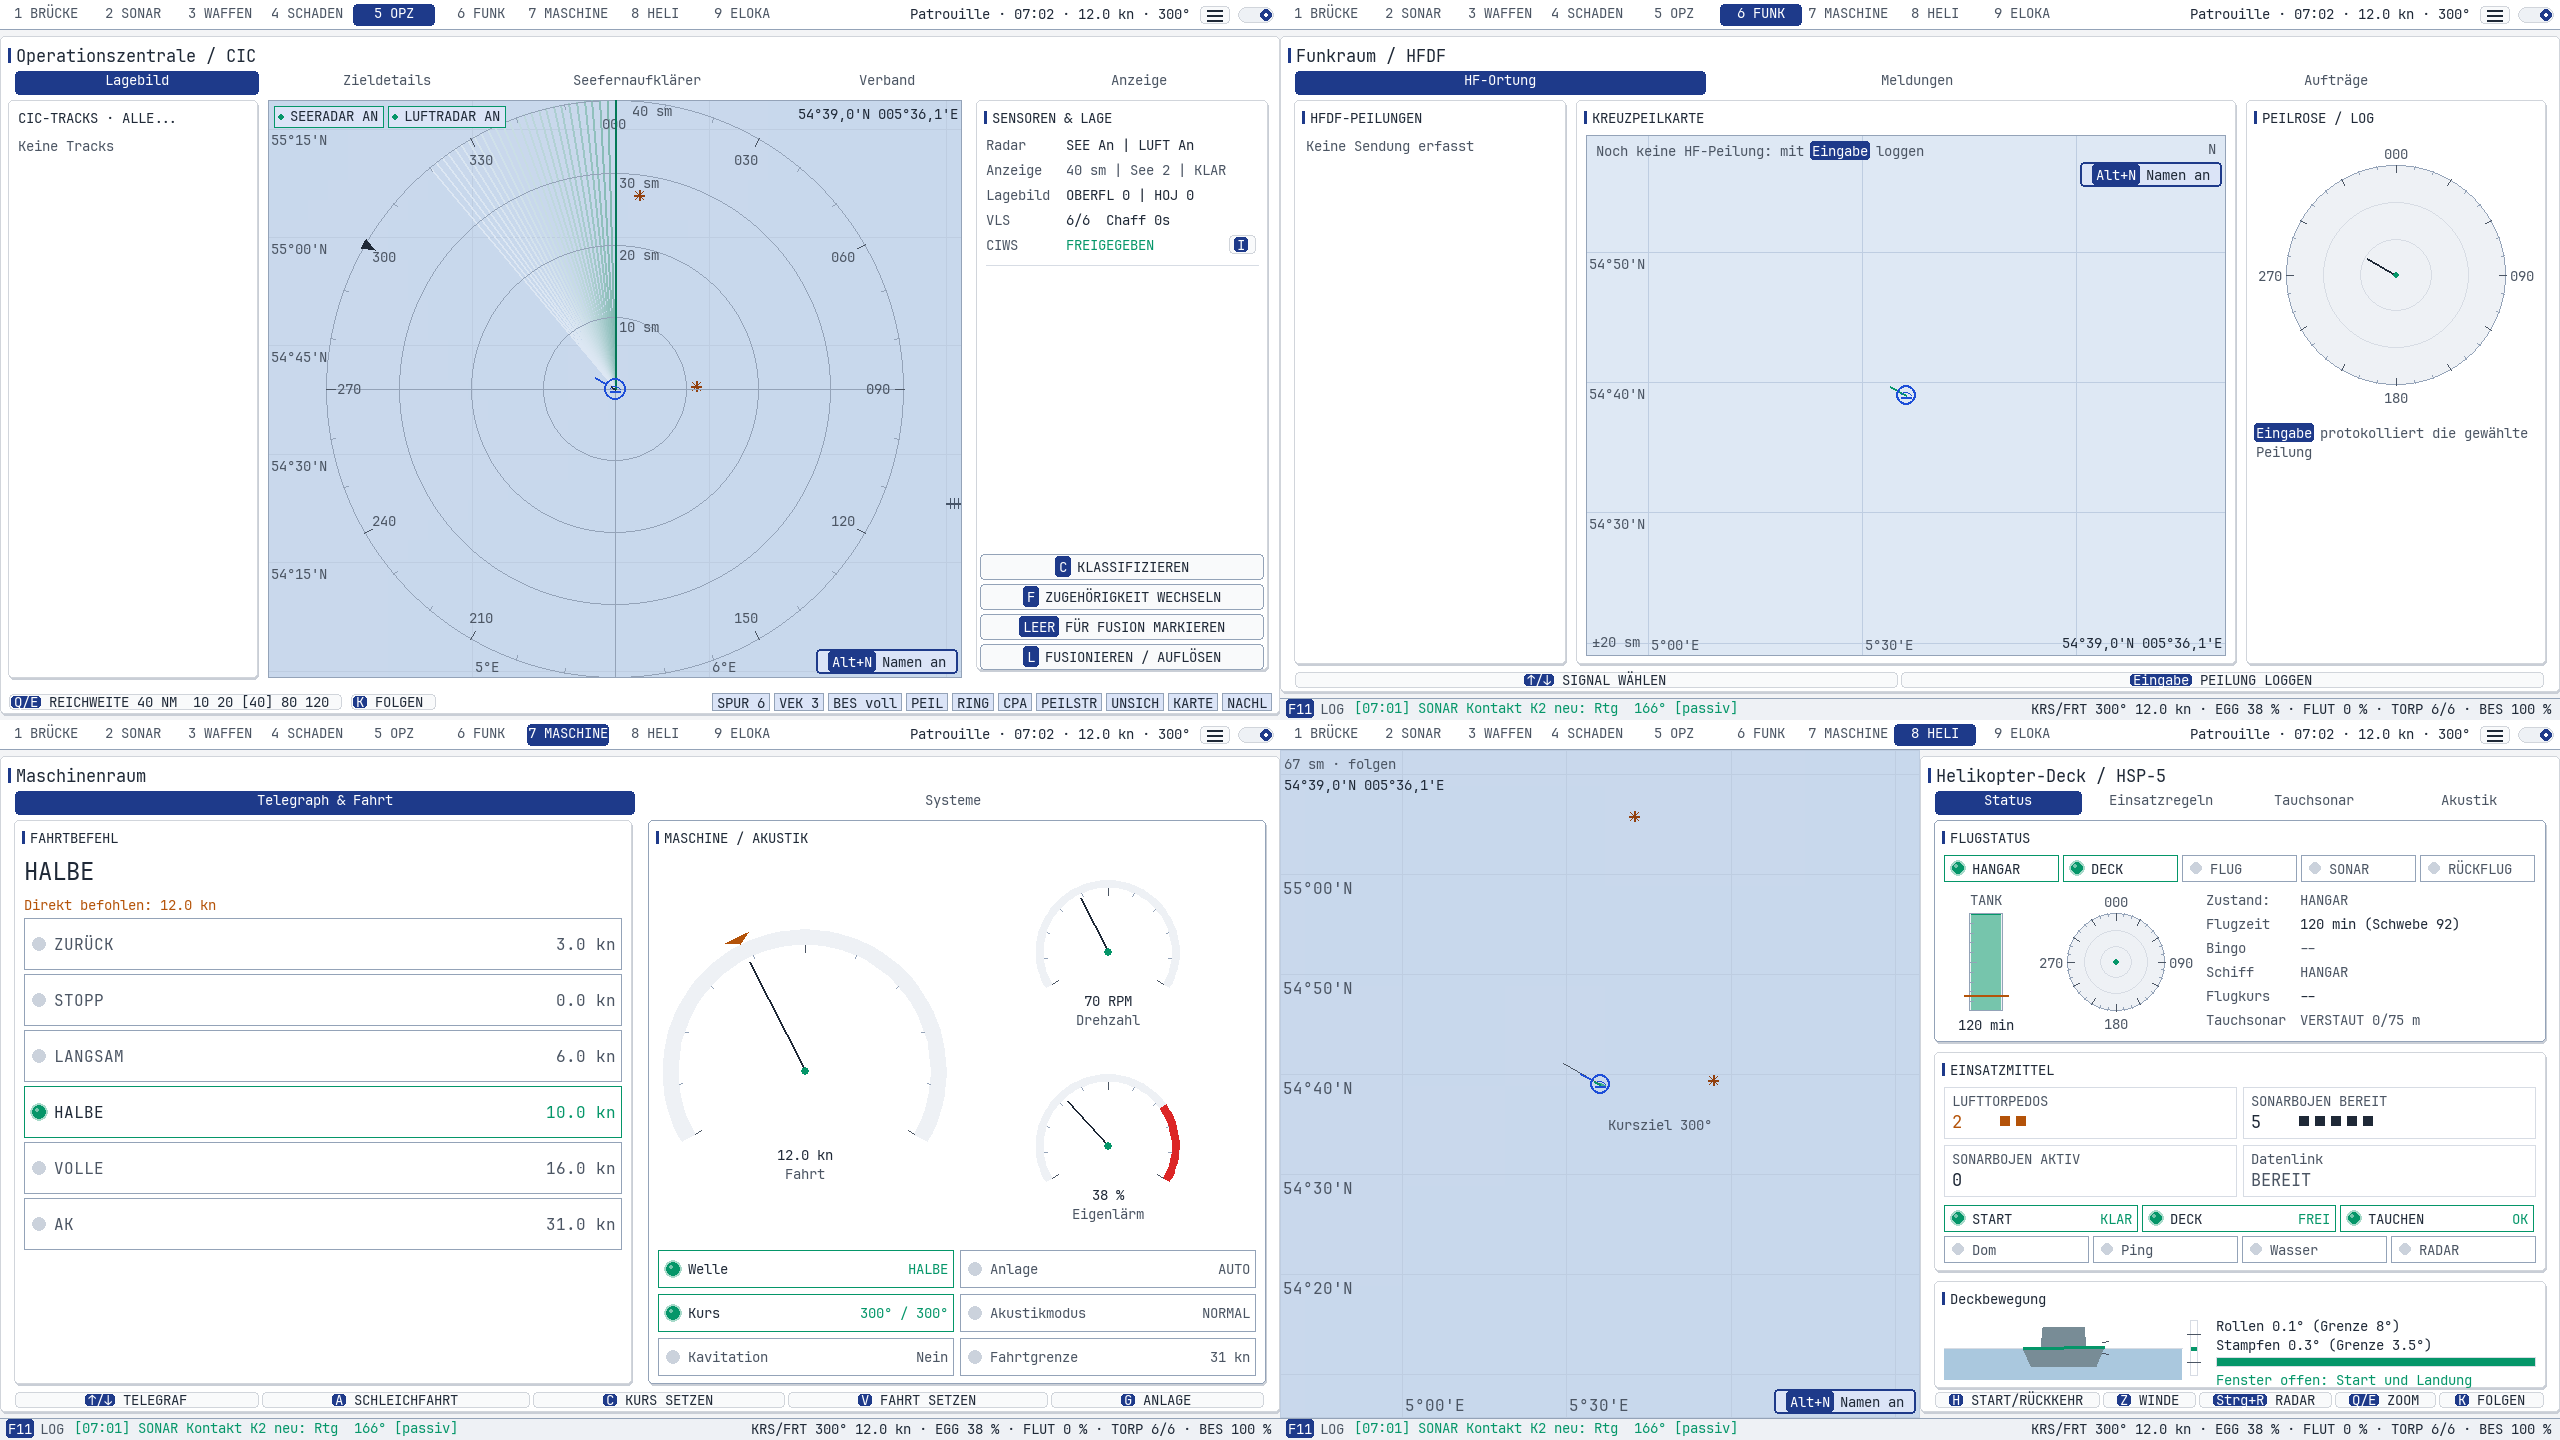 1 BRÜCKE 2 SONAR 3 WAFFEN 4 SCHADEN 5 OPZ 6 FUNK 7 MASCHINE 8 HELI 9 ELOKA Patrouille · 07:02 · 12.0 kn · 300°
Operationszentrale / CIC
Lagebild Zieldetails Seefernaufklärer Verband Anzeige
CIC-TRACKS · ALLE...
Keine Tracks
SEERADAR AN LUFTRADAR AN 40 sm 54°39,0'N 005°36,1'E
000
55°15'N
330 030
30 sm
55°00'N
300 060
20 sm
10 sm
54°45'N
270 090
54°30'N
240 120
54°15'N
210 150
5°E 6°E
Alt+N Namen an
SENSOREN & LAGE
Radar SEE An | LUFT An
Anzeige 40 sm | See 2 | KLAR
Lagebild OBERFL 0 | HOJ 0
VLS 6/6 Chaff 0s
CIWS FREIGEGEBEN I
C KLASSIFIZIEREN
F ZUGEHÖRIGKEIT WECHSELN
LEER FÜR FUSION MARKIEREN
L FUSIONIEREN / AUFLÖSEN
Q/E REICHWEITE 40 NM 10 20 [40] 80 120 K FOLGEN
SPUR 6 VEK 3 BES voll PEIL RING CPA PEILSTR UNSICH KARTE NACHL
1 BRÜCKE 2 SONAR 3 WAFFEN 4 SCHADEN 5 OPZ 6 FUNK 7 MASCHINE 8 HELI 9 ELOKA Patrouille · 07:02 · 12.0 kn · 300°
Funkraum / HFDF
HF-Ortung Meldungen Aufträge
HFDF-PEILUNGEN
Keine Sendung erfasst
KREUZPEILKARTE
Noch keine HF-Peilung: mit Eingabe loggen N
Alt+N Namen an
54°50'N
54°40'N
54°30'N
±20 sm 5°00'E 5°30'E 54°39,0'N 005°36,1'E
PEILROSE / LOG
000
270 090
180
Eingabe protokolliert die gewählte
Peilung
↑/↓ SIGNAL WÄHLEN Eingabe PEILUNG LOGGEN
F11 LOG [07:01] SONAR Kontakt K2 neu: Rtg 166° [passiv] KRS/FRT 300° 12.0 kn · EGG 38 % · FLUT 0 % · TORP 6/6 · BES 100 %
1 BRÜCKE 2 SONAR 3 WAFFEN 4 SCHADEN 5 OPZ 6 FUNK 7 MASCHINE 8 HELI 9 ELOKA Patrouille · 07:02 · 12.0 kn · 300°
Maschinenraum
Telegraph & Fahrt Systeme
FAHRTBEFEHL
HALBE
Direkt befohlen: 12.0 kn
ZURÜCK 3.0 kn
STOPP 0.0 kn
LANGSAM 6.0 kn
HALBE 10.0 kn
VOLLE 16.0 kn
AK 31.0 kn
MASCHINE / AKUSTIK
70 RPM
Drehzahl
12.0 kn
Fahrt
38 %
Eigenlärm
Welle HALBE Anlage AUTO
Kurs 300° / 300° Akustikmodus NORMAL
Kavitation Nein Fahrtgrenze 31 kn
↑/↓ TELEGRAF A SCHLEICHFAHRT C KURS SETZEN V FAHRT SETZEN G ANLAGE
F11 LOG [07:01] SONAR Kontakt K2 neu: Rtg 166° [passiv] KRS/FRT 300° 12.0 kn · EGG 38 % · FLUT 0 % · TORP 6/6 · BES 100 %
1 BRÜCKE 2 SONAR 3 WAFFEN 4 SCHADEN 5 OPZ 6 FUNK 7 MASCHINE 8 HELI 9 ELOKA Patrouille · 07:02 · 12.0 kn · 300°
67 sm · folgen
54°39,0'N 005°36,1'E
55°00'N
54°50'N
54°40'N
Kursziel 300°
54°30'N
54°20'N
5°00'E 5°30'E
Alt+N Namen an
Helikopter-Deck / HSP-5
Status Einsatzregeln Tauchsonar Akustik
FLUGSTATUS
HANGAR DECK FLUG SONAR RÜCKFLUG
TANK
120 min
000
270 090
180
Zustand: HANGAR
Flugzeit 120 min (Schwebe 92)
Bingo --
Schiff HANGAR
Flugkurs --
Tauchsonar VERSTAUT 0/75 m
EINSATZMITTEL
LUFTTORPEDOS SONARBOJEN BEREIT
2 5
SONARBOJEN AKTIV Datenlink
0 BEREIT
START KLAR DECK FREI TAUCHEN OK
Dom Ping Wasser RADAR
Deckbewegung
Rollen 0.1° (Grenze 8°)
Stampfen 0.3° (Grenze 3.5°)
Fenster offen: Start und Landung
H START/RÜCKKEHR Z WINDE Strg+R RADAR Q/E ZOOM K FOLGEN
F11 LOG [07:01] SONAR Kontakt K2 neu: Rtg 166° [passiv] KRS/FRT 300° 12.0 kn · EGG 38 % · FLUT 0 % · TORP 6/6 · BES 100 %